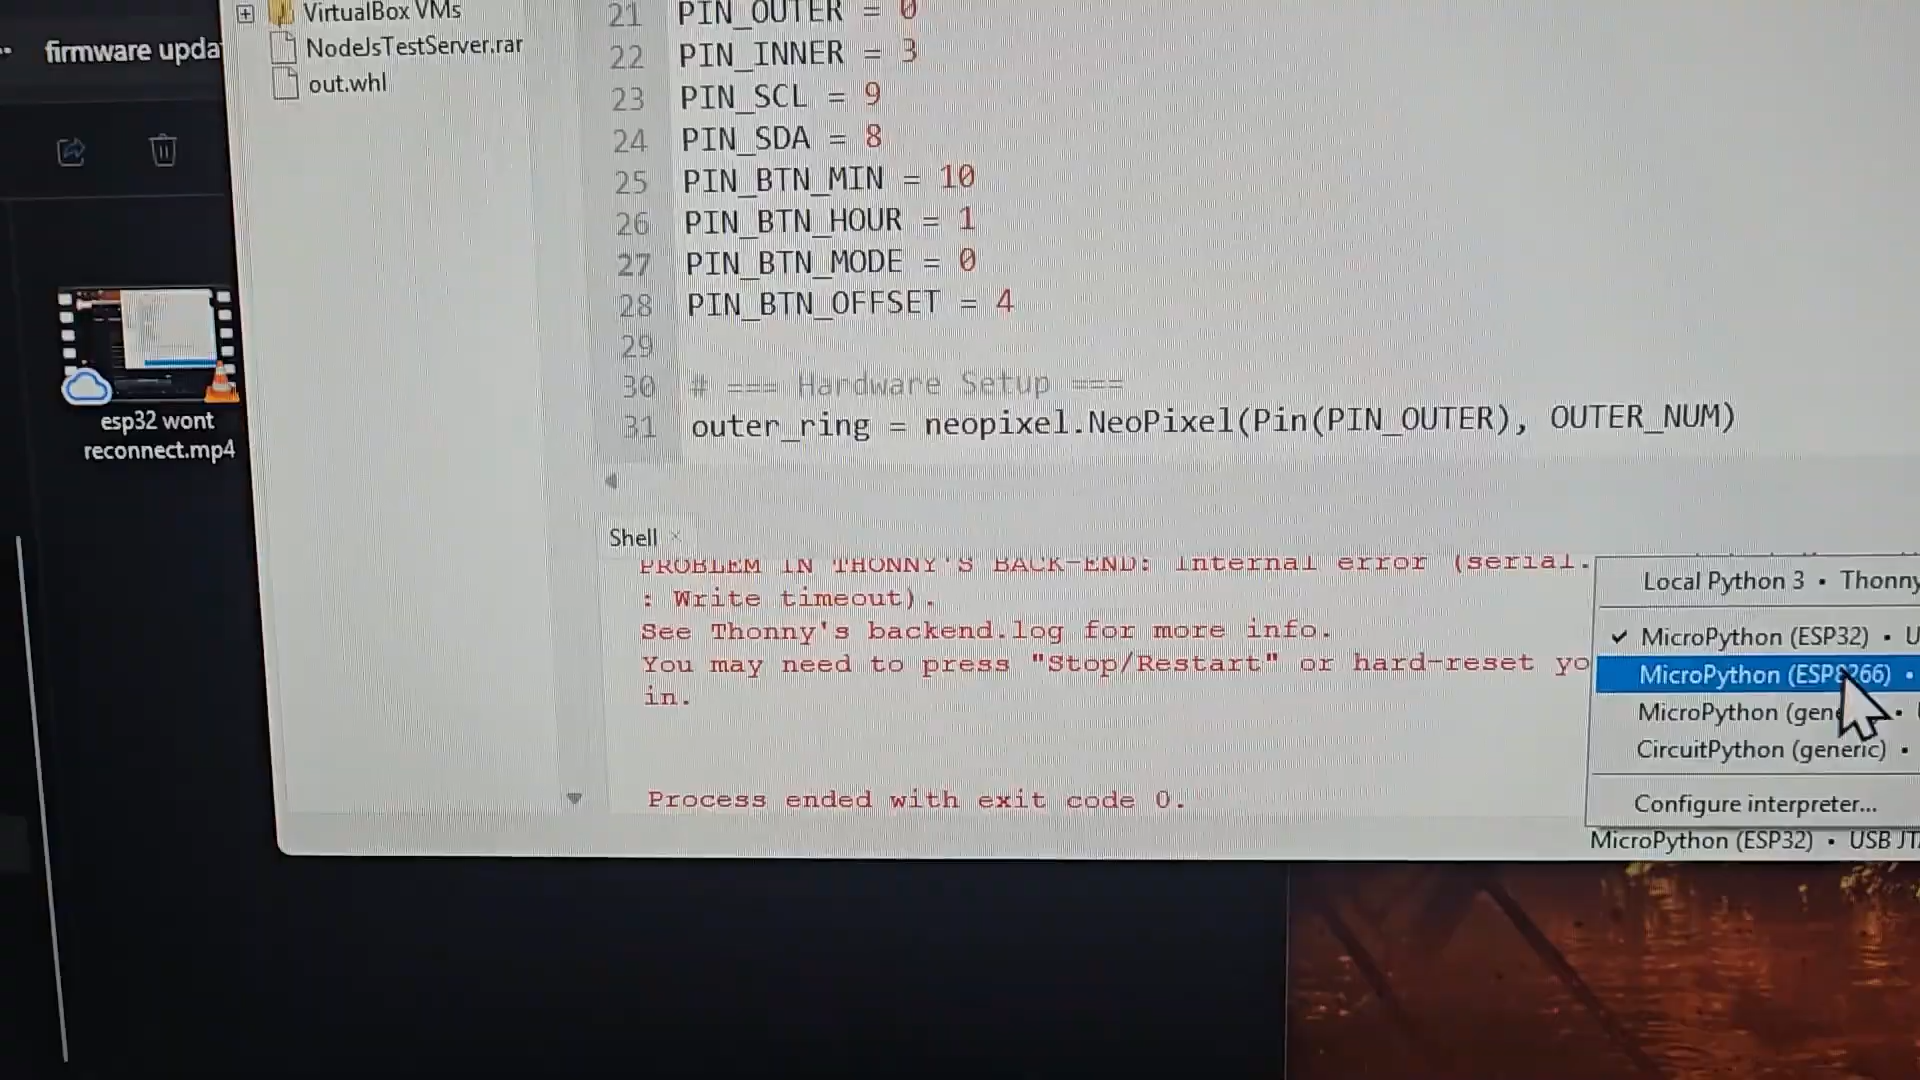 VirtualBox VMs
NodeJsTestServer.rar
out.whl
firmware upda
esp32 wont
reconnect.mp4
21 PIN_OUTER = 0
22 PIN_INNER = 3
23 PIN_SCL = 9
24 PIN_SDA = 8
25 PIN_BTN_MIN = 10
26 PIN_BTN_HOUR = 1
27 PIN_BTN_MODE = 0
28 PIN_BTN_OFFSET = 4
29
30 # === Hardware Setup ===
31 outer_ring = neopixel.NeoPixel(Pin(PIN_OUTER), OUTER_NUM)
Shell ×
PROBLEM IN THONNY'S BACK-END: Internal error (serial.
: Write timeout).
See Thonny's backend.log for more info.
You may need to press "Stop/Restart" or hard-reset yo
in.
Process ended with exit code 0.
Local Python 3 • Thonny
✓ MicroPython (ESP32) • U
MicroPython (ESP8266) •
MicroPython (gen
CircuitPython (generic) •
Configure interpreter...
MicroPython (ESP32) • USB JT